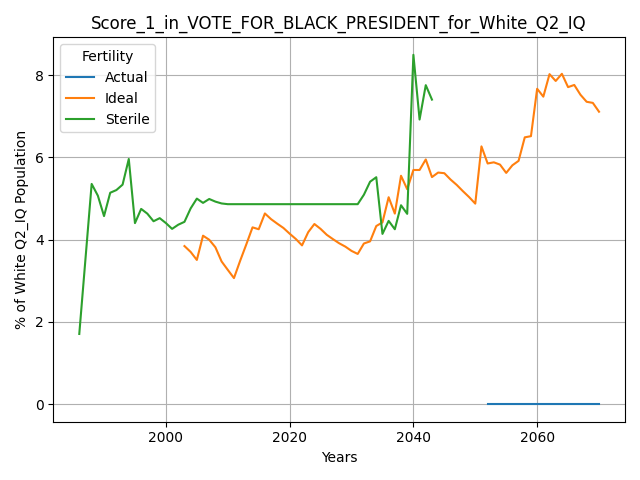 Score_1_in_VOTE_FOR_BLACK_PRESIDENT_for_White_Q2_IQ
Fertility
Actual
Ideal
Sterile
% of White Q2_IQ Population
8
6
4
2
0
2000
2020
2040
2060
Years